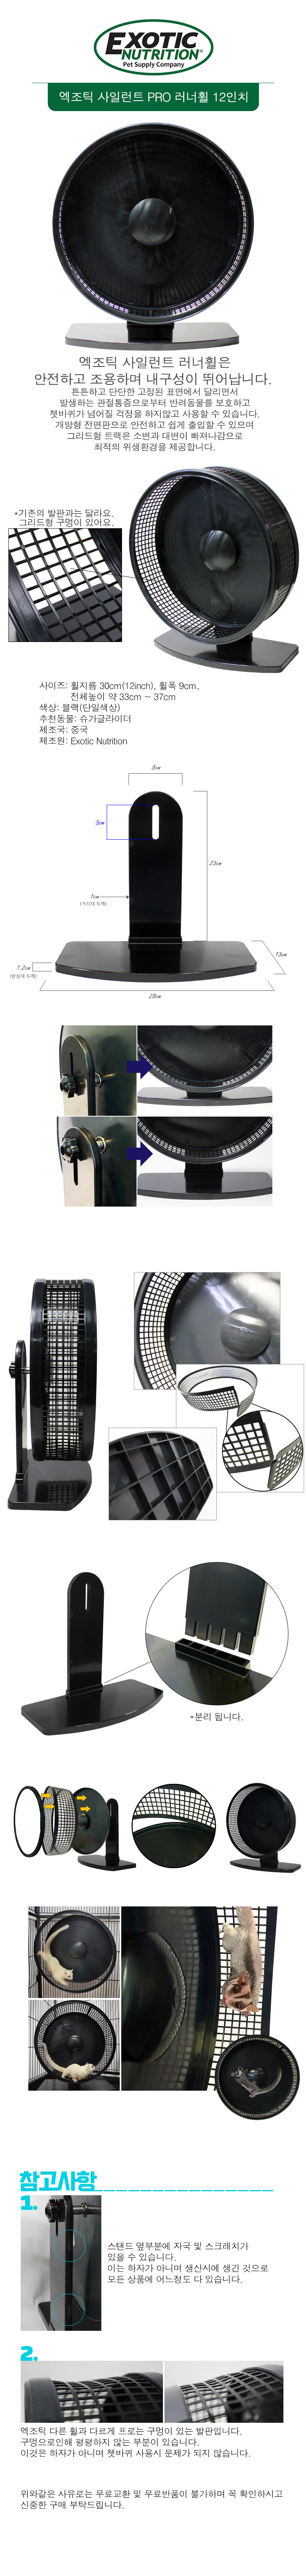 EXOTIC
NUTRITION®
Pet Supply Company
엑조틱 사일런트 PRO 러너휠 12인치
엑조틱 사일런트 러너휠은
안전하고 조용하며 내구성이 뛰어납니다.
튼튼하고 단단한 고정된 표면에서 달리면서
발생하는 관절통증으로부터 반려동물를 보호하고
쳇바퀴가 넘어질 걱정을 하지않고 사용할 수 있습니다.
개방형 전면판으로 안전하고 쉽게 출입할 수 있으며
그리드형 트랙은 소변과 대변이 빠져나감으로
최적의 위생환경을 제공합니다.
*기존의 발판과는 달라요.
그리드형 구멍이 있어요.
사이즈: 휠지름 30cm(12inch), 휠폭 9cm,
전체높이 약 33cm ~ 37cm
색상: 블랙(단일색상)
추천동물: 슈가글라이더
제조국: 중국
제조원: Exotic Nutrition
8cm
5cm
23cm
1cm
(거치대 두께)
13cm
1.2cm
(받침대 두께)
28cm
*분리 됩니다.
참고사항
1.
스탠드 옆부분에 자국 및 스크래치가
있을 수 있습니다.
이는 하자가 아니며 생산시에 생긴 것으로
모든 상품에 어느정도 다 있습니다.
2.
엑조틱 다른 휠과 다르게 프로는 구멍이 있는 발판입니다.
구멍으로인해 평평하지 않는 부분이 있습니다.
이것은 하자가 아니며 쳇바퀴 사용시 문제가 되지 않습니다.
위와같은 사유로는 무료교환 및 무료반품이 불가하며 꼭 확인하시고
신중한 구매 부탁드립니다.